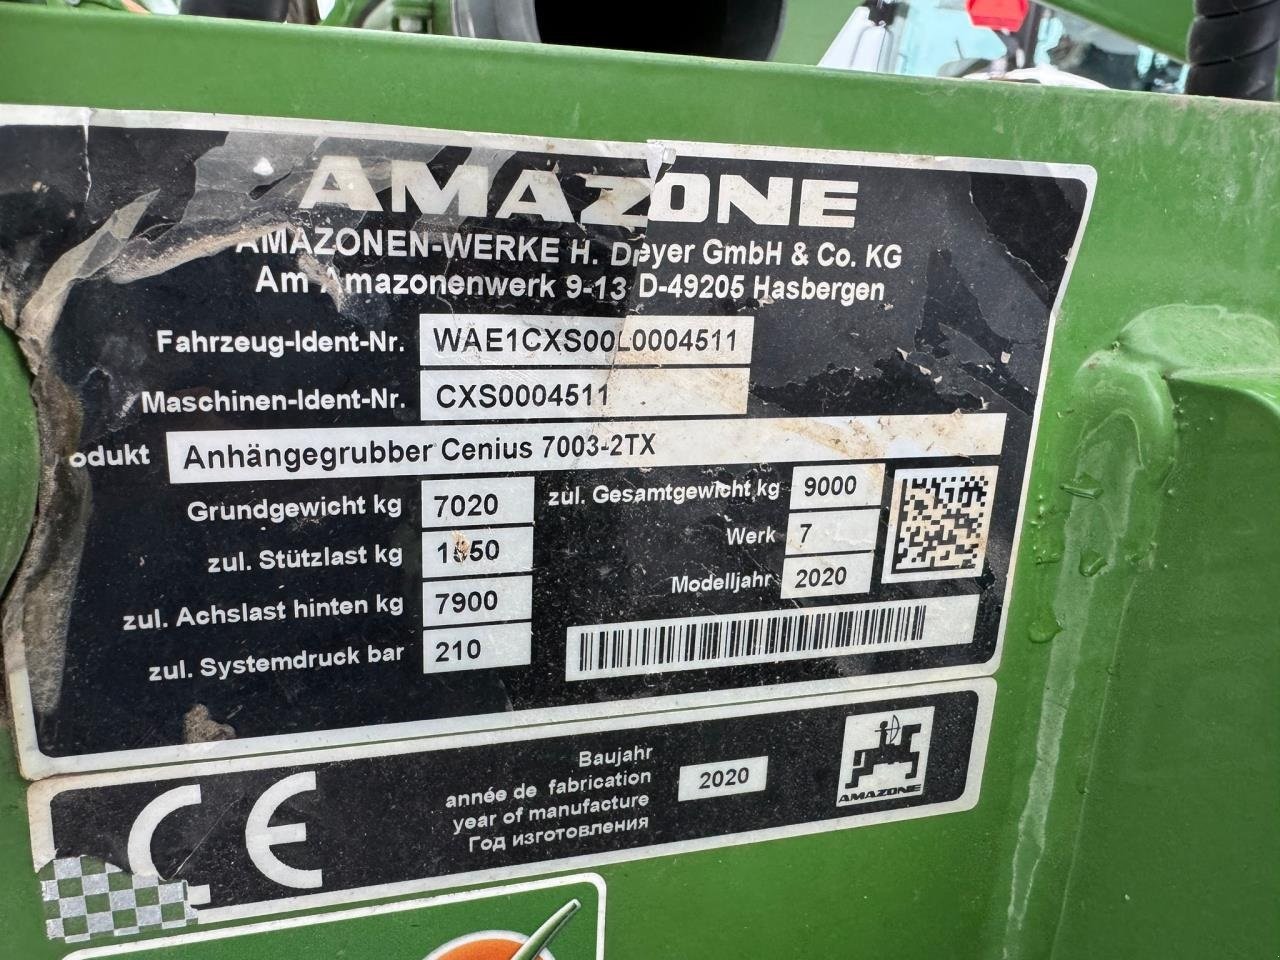 AMAZONE
AMAZONEN-WERKE H. Dreyer GmbH & Co. KG
Am Amazonenwerk 9-13 D-49205 Hasbergen
Fahrzeug-Ident-Nr. WAE1CXS00L0004511
Maschinen-Ident-Nr. CXS0004511
odukt Anhängegrubber Cenius 7003-2TX
Grundgewicht kg 7020 zul. Gesamtgewicht kg 9000
zul. Stützlast kg Werk 7
zul. Achslast hinten kg 7900 Modelljahr 2020
zul. Systemdruck bar 210
CE
Baujahr
année de fabrication 2020
year of manufacture
Год изготовления
AMAZONE